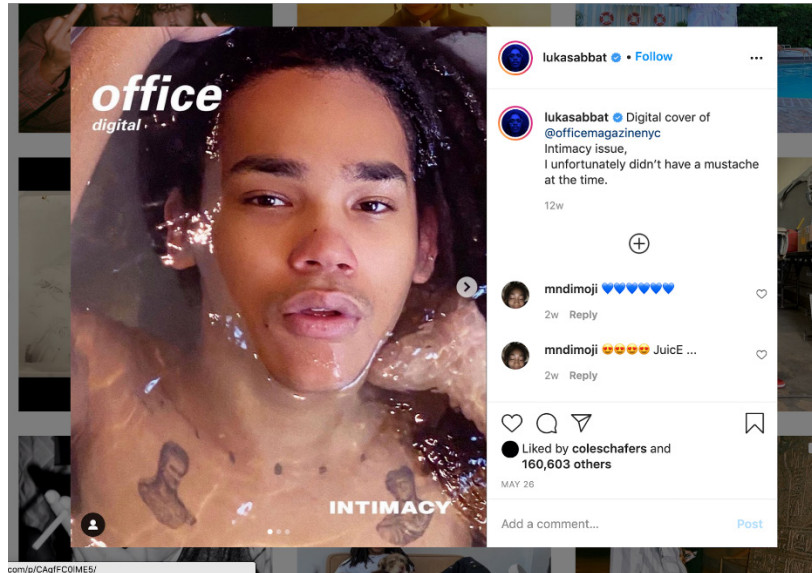 office
digital
INTIMACY
lukasabbat • Follow
lukasabbat Digital cover of
@officemagazinenyc
Intimacy issue,
I unfortunately didn't have a mustache
at the time.
12w
mndimoji 💙💙💙💙💙💙
2w Reply
mndimoji 😍😍😍😍 JuicE ...
2w Reply
Liked by coleschafers and
160,603 others
MAY 26
Add a comment... Post
com/p/CAqfFC0lME5/